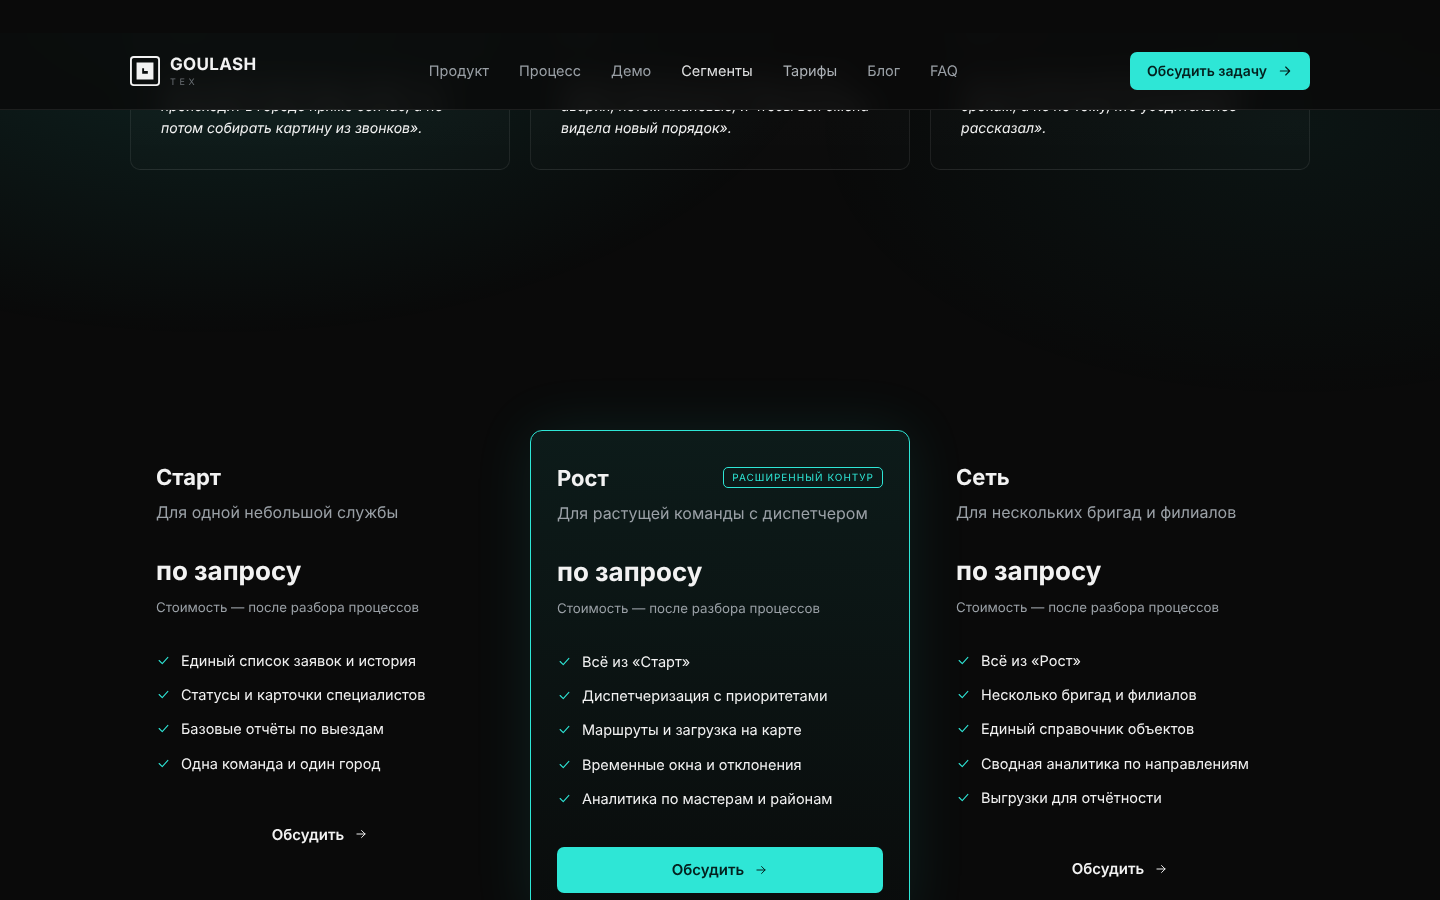 GOULASH
ТЕХ
Продукт
Процесс
Демо
Сегменты
Тарифы
Блог
FAQ
Обсудить задачу
потом собирать картину из звонков».
видела новый порядок».
рассказал».
Старт
Для одной небольшой службы
по запросу
Стоимость — после разбора процессов
Единый список заявок и история
Статусы и карточки специалистов
Базовые отчёты по выездам
Одна команда и один город
Обсудить
Рост
РАСШИРЕННЫЙ КОНТУР
Для растущей команды с диспетчером
по запросу
Стоимость — после разбора процессов
Всё из «Старт»
Диспетчеризация с приоритетами
Маршруты и загрузка на карте
Временные окна и отклонения
Аналитика по мастерам и районам
Обсудить
Сеть
Для нескольких бригад и филиалов
по запросу
Стоимость — после разбора процессов
Всё из «Рост»
Несколько бригад и филиалов
Единый справочник объектов
Сводная аналитика по направлениям
Выгрузки для отчётности
Обсудить